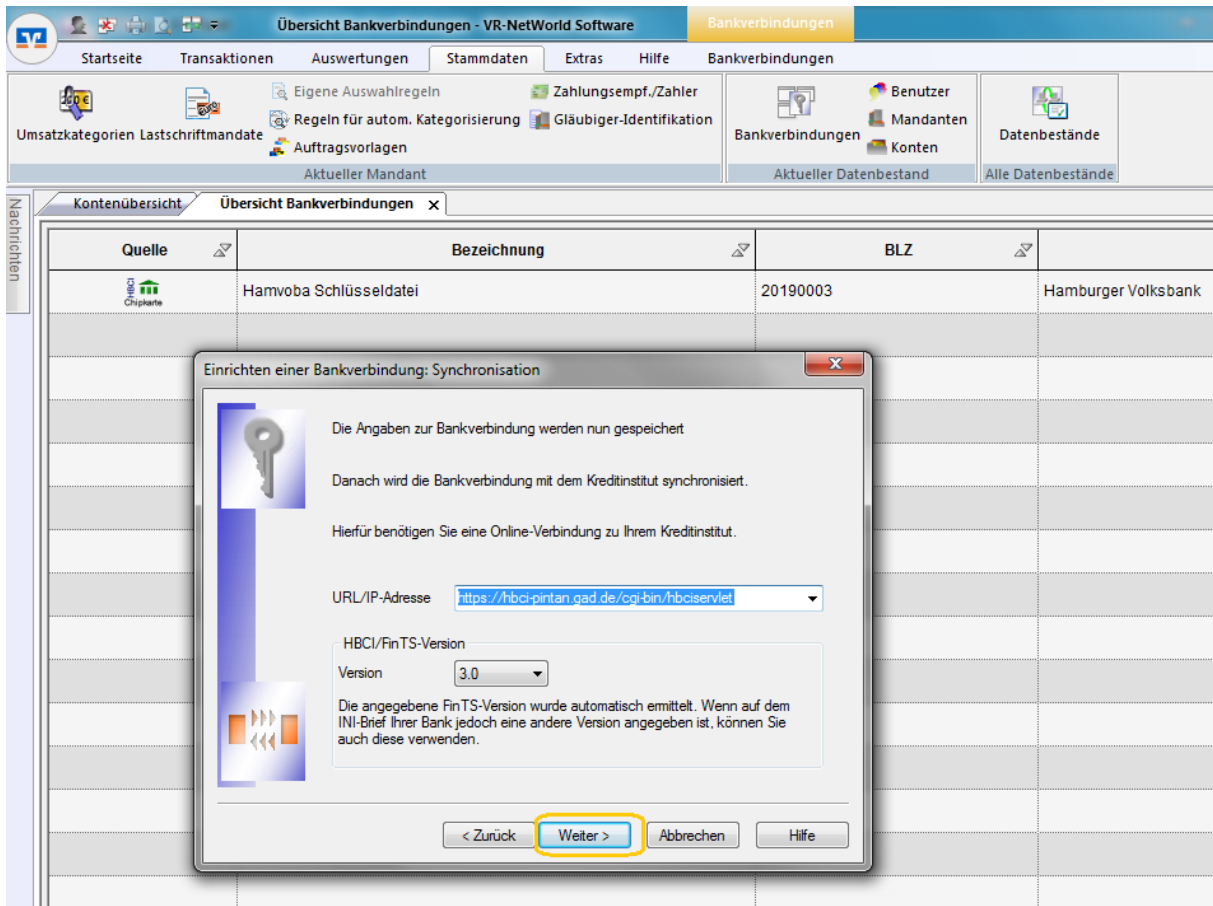 Übersicht Bankverbindungen - VR-NetWorld Software
Bankverbindungen
Startseite Transaktionen Auswertungen Stammdaten Extras Hilfe Bankverbindungen
Umsatzkategorien
Lastschriftmandate
Eigene Auswahlregeln
Regeln für autom. Kategorisierung
Auftragsvorlagen
Zahlungsempf./Zahler
Gläubiger-Identifikation
Aktueller Mandant
Bankverbindungen
Benutzer
Mandanten
Konten
Aktueller Datenbestand
Datenbestände
Alle Datenbestände
Nachrichten
Kontenübersicht
Übersicht Bankverbindungen x
Quelle Bezeichnung BLZ
HBCI Chipkarte Hamvoba Schlüsseldatei 20190003 Hamburger Volksbank
Einrichten einer Bankverbindung: Synchronisation
Die Angaben zur Bankverbindung werden nun gespeichert
Danach wird die Bankverbindung mit dem Kreditinstitut synchronisiert.
Hierfür benötigen Sie eine Online-Verbindung zu Ihrem Kreditinstitut.
URL/IP-Adresse https://hbci-pintan.gad.de/cgi-bin/hbciservlet
HBCI/FinTS-Version
Version 3.0
Die angegebene FinTS-Version wurde automatisch ermittelt. Wenn auf dem
INI-Brief Ihrer Bank jedoch eine andere Version angegeben ist, können Sie
auch diese verwenden.
< Zurück Weiter > Abbrechen Hilfe